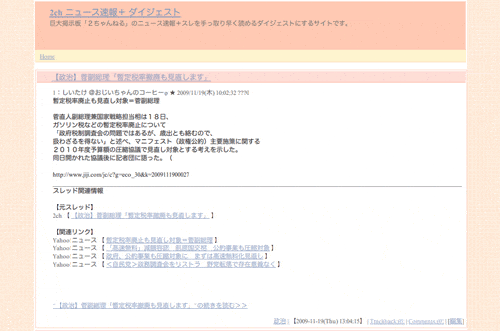 2ch ニュース速報＋ ダイジェスト
巨大掲示板「２ちゃんねる」のニュース速報+スレを手っ取り早く読めるダイジェストにするサイトです。
Home
【政治】菅副総理「暫定税率廃廃も見直します」
1：しいたけ @おじいちゃんのコーヒーφ ★ 2009/11/19(木) 10:02:32 ???I
暫定税率廃止も見直し対象＝菅副総理
菅直人副総理兼国家戦略担当相は１８日、
ガソリン税などの暫定税率廃止について
「政府税制調査会の問題ではあるが、歳出とも絡むので、
扱わざるを得ない」と述べ、マニフェスト（政権公約）主要施策に関する
２０１０年度予算額の圧縮協議で見直し対象とする考えを示した。
同日開かれた協議後に記者団に語った。（
http://www.jiji.com/jc/c?g=eco_30&k=2009111900027
スレッド関連情報
【元スレッド】
2ch 【 【政治】菅副総理「暫定税率廃廃も見直します」 】
【関連リンク】
Yahoo ニュース 【 暫定税率廃止も見直し対象＝菅副総理 】
Yahoo ニュース 【 「高速無料」減額容認 前原国交相 公約事業も圧縮対象 】
Yahoo ニュース 【 政府、公約事業も圧縮対象に まずは高速無料化見直し 】
Yahoo ニュース 【 ＜自民党＞政務調査会をリストラ 野党転落で存在意義なく 】
"【政治】菅副総理「暫定税率廃廃も見直します」"の続きを読む＞＞
政治 : 【2009-11-19(Thu) 13:04:15】 | Trackback:(0) | Comments:(0) | [編集]